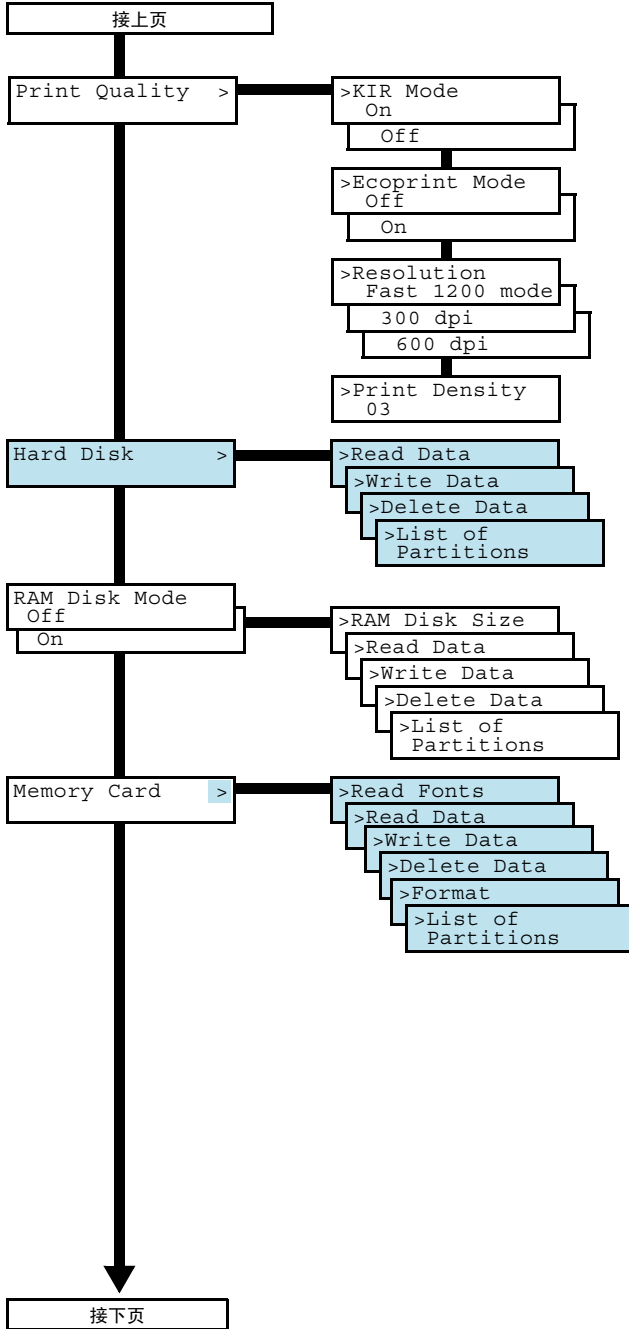 接上页
Print Quality >
>KIR Mode
On
Off
>Ecoprint Mode
Off
On
>Resolution
Fast 1200 mode
300 dpi
600 dpi
>Print Density
03
Hard Disk >
>Read Data
>Write Data
>Delete Data
>List of
Partitions
RAM Disk Mode
Off
On
>RAM Disk Size
>Read Data
>Write Data
>Delete Data
>List of
Partitions
Memory Card >
>Read Fonts
>Read Data
>Write Data
>Delete Data
>Format
>List of
Partitions
接下页